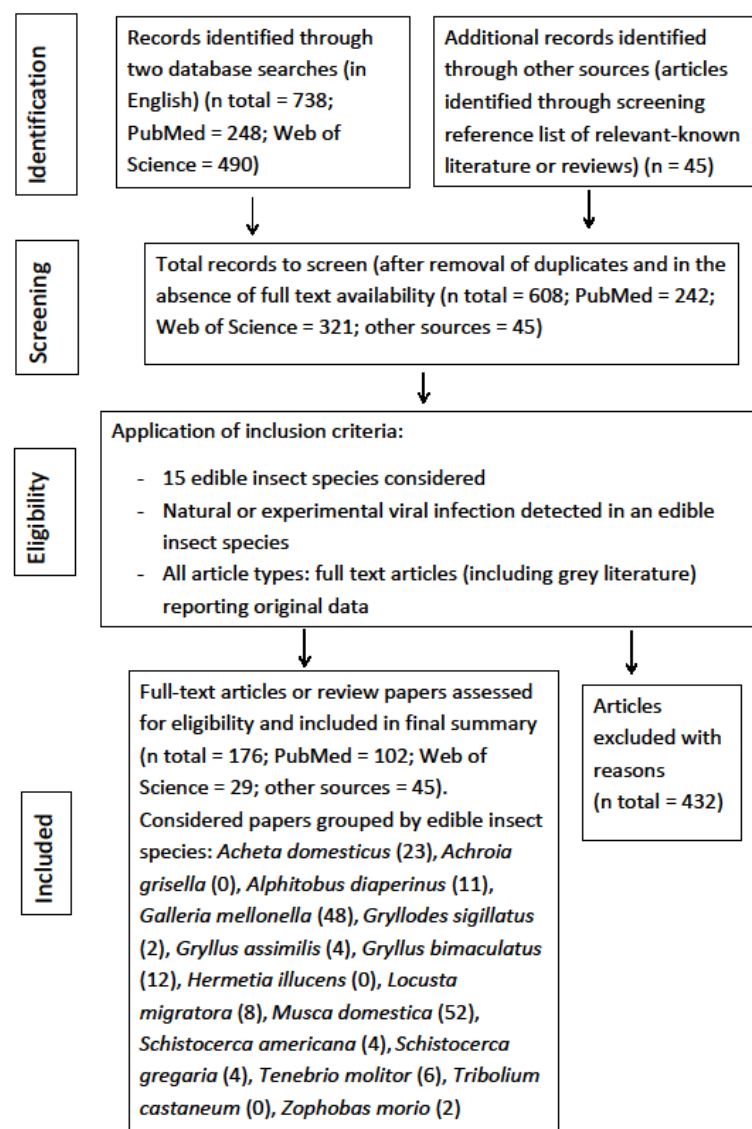 Identification
Records identified through
two database searches (in
English) (n total = 738;
PubMed = 248; Web of
Science = 490)
Additional records identified
through other sources (articles
identified through screening
reference list of relevant-known
literature or reviews) (n = 45)
Screening
Total records to screen (after removal of duplicates and in the
absence of full text availability (n total = 608; PubMed = 242;
Web of Science = 321; other sources = 45)
Eligibility
Application of inclusion criteria:
- 15 edible insect species considered
- Natural or experimental viral infection detected in an edible
insect species
- All article types: full text articles (including grey literature)
reporting original data
Included
Full-text articles or review papers assessed
for eligibility and included in final summary
(n total = 176; PubMed = 102; Web of
Science = 29; other sources = 45).
Considered papers grouped by edible insect
species: Acheta domesticus (23), Achroia
grisella (0), Alphitobus diaperinus (11),
Galleria mellonella (48), Gryllodes sigillatus
(2), Gryllus assimilis (4), Gryllus bimaculatus
(12), Hermetia illucens (0), Locusta
migratora (8), Musca domestica (52),
Schistocerca americana (4), Schistocerca
gregaria (4), Tenebrio molitor (6), Tribolium
castaneum (0), Zophobas morio (2)
Articles
excluded with
reasons
(n total = 432)